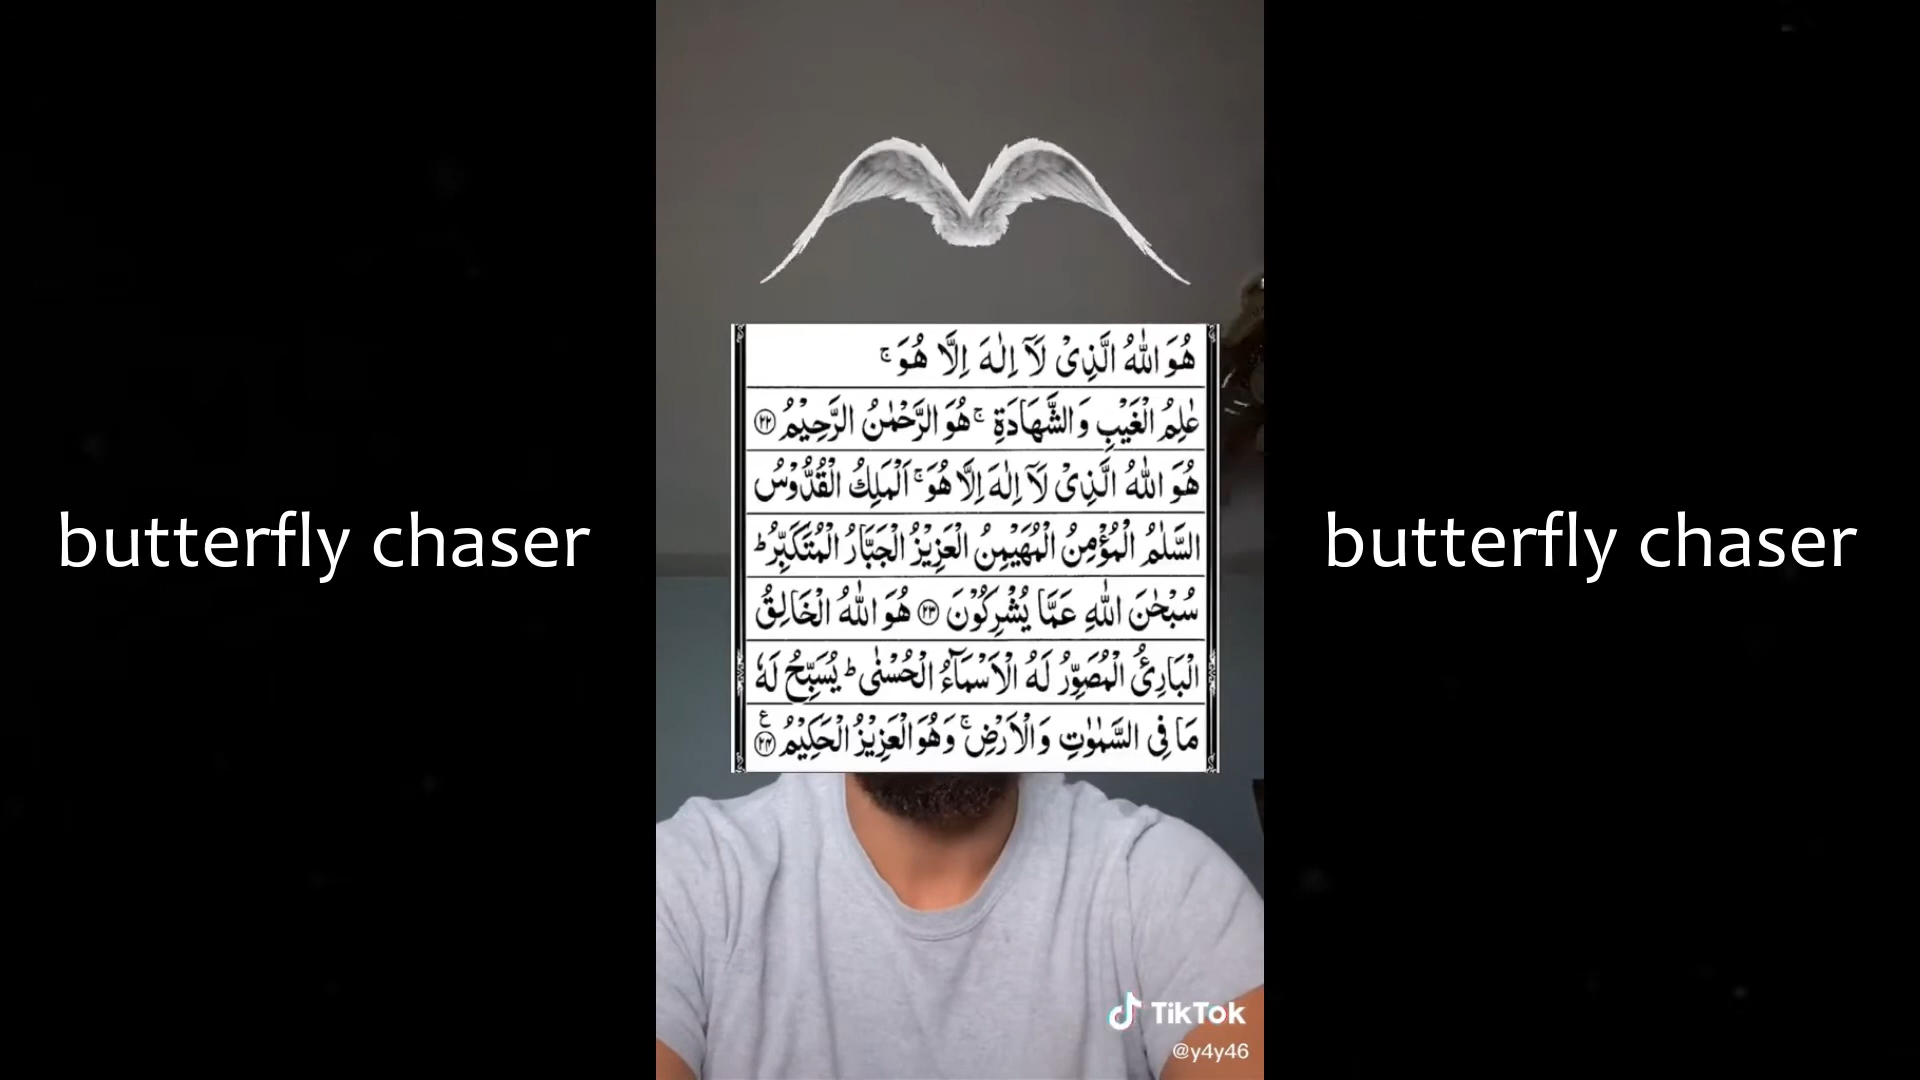 butterfly chaser
هُوَ اللّٰهُ الَّذِیْ لَاۤ اِلٰهَ اِلَّا هُوَ ۚ
عٰلِمُ الْغَیْبِ وَ الشَّهَادَةِ ۚ هُوَ الرَّحْمٰنُ الرَّحِیْمُ ﴿۲۲﴾
هُوَ اللّٰهُ الَّذِیْ لَاۤ اِلٰهَ اِلَّا هُوَ ۚ اَلْمَلِكُ الْقُدُّوْسُ
السَّلٰمُ الْمُؤْمِنُ الْمُهَیْمِنُ الْعَزِیْزُ الْجَبَّارُ الْمُتَكَبِّرُ ؕ
سُبْحٰنَ اللّٰهِ عَمَّا یُشْرِكُوْنَ ﴿۲۳﴾ هُوَ اللّٰهُ الْخَالِقُ
الْبَارِئُ الْمُصَوِّرُ لَهُ الْاَسْمَآءُ الْحُسْنٰی ؕ یُسَبِّحُ لَهٗ
مَا فِی السَّمٰوٰتِ وَ الْاَرْضِ ۚ وَ هُوَ الْعَزِیْزُ الْحَكِیْمُ ﴿۲۴﴾ ع
butterfly chaser
TikTok
@y4y46